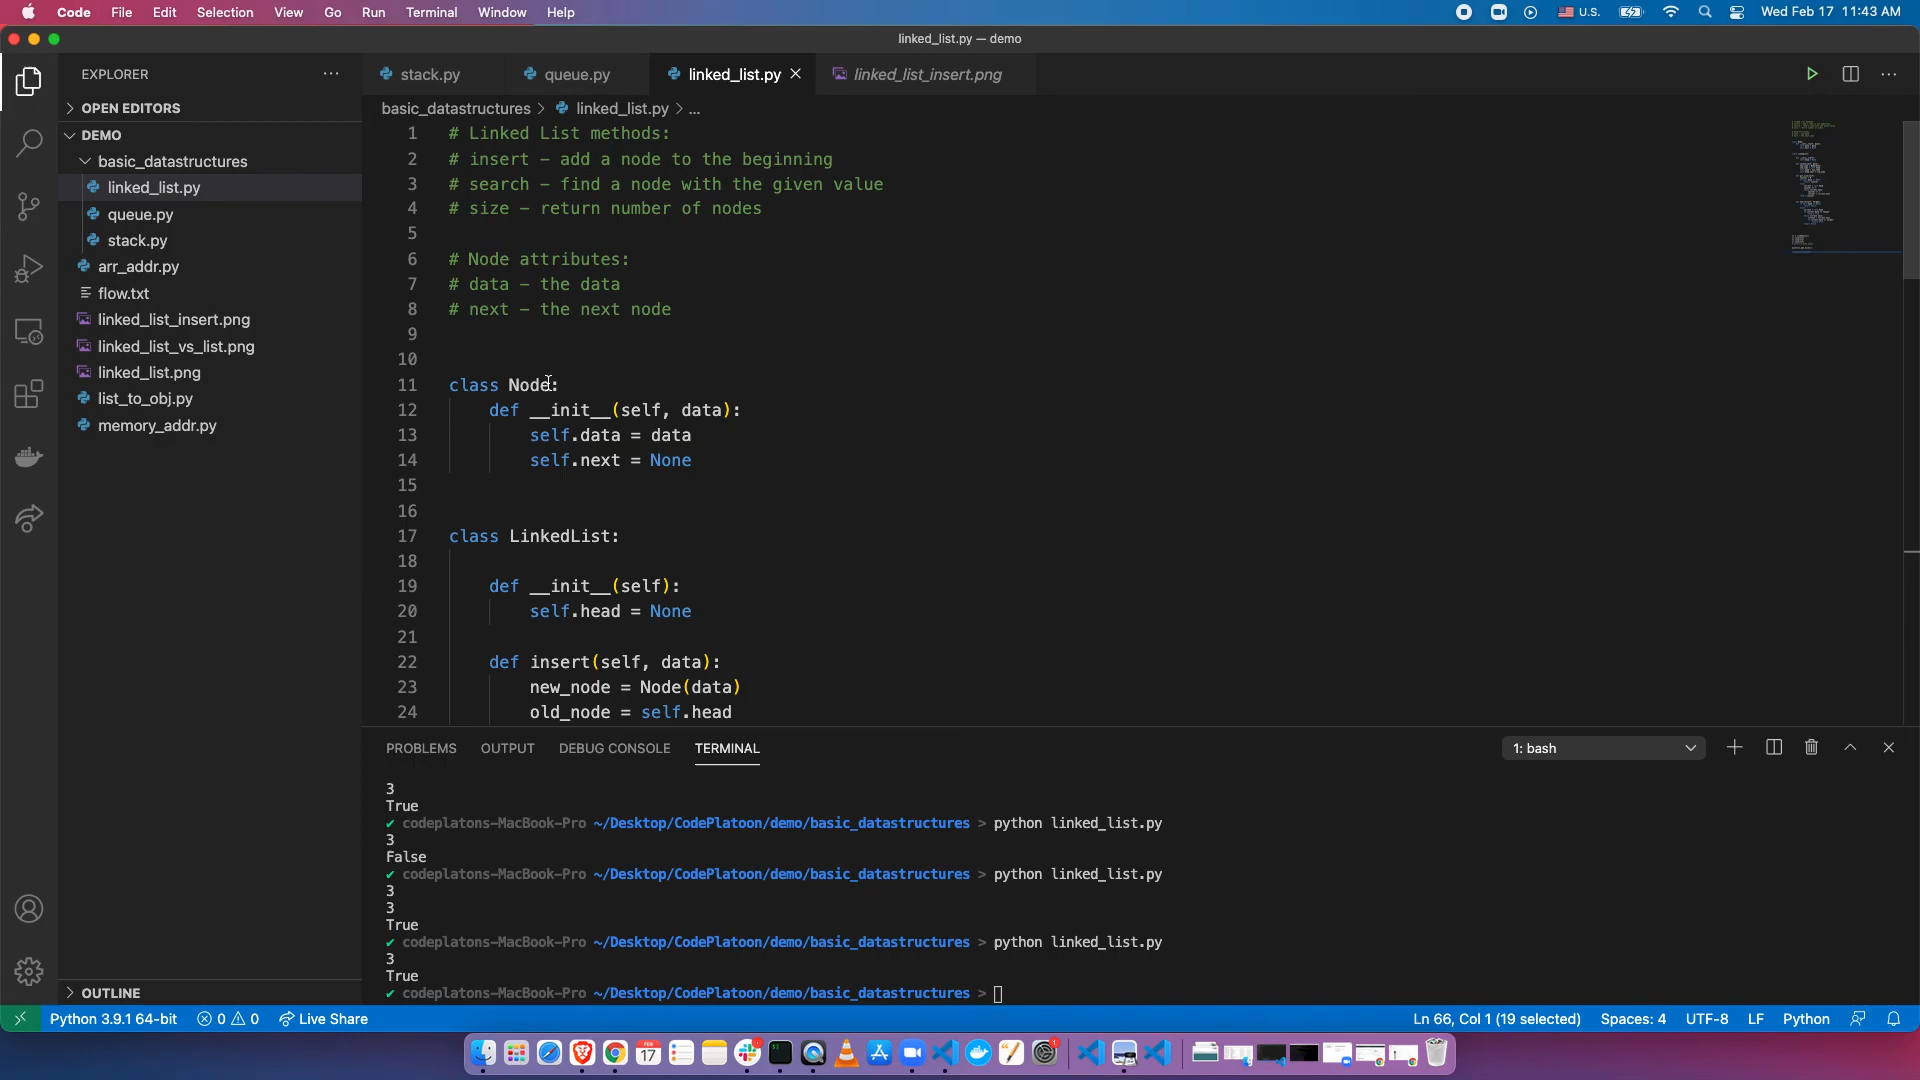 Code File Edit Selection View Go Run Terminal Window Help
U.S. Wed Feb 17 11:43 AM
linked_list.py — demo
EXPLORER
OPEN EDITORS
DEMO
basic_datastructures
linked_list.py
queue.py
stack.py
arr_addr.py
flow.txt
linked_list_insert.png
linked_list_vs_list.png
linked_list.png
list_to_obj.py
memory_addr.py
OUTLINE
stack.py queue.py linked_list.py linked_list_insert.png
basic_datastructures > linked_list.py > ...
1 # Linked List methods:
2 # insert – add a node to the beginning
3 # search – find a node with the given value
4 # size – return number of nodes
5
6 # Node attributes:
7 # data – the data
8 # next – the next node
9
10
11 class Node:
12 def __init__(self, data):
13 self.data = data
14 self.next = None
15
16
17 class LinkedList:
18
19 def __init__(self):
20 self.head = None
21
22 def insert(self, data):
23 new_node = Node(data)
24 old_node = self.head
PROBLEMS OUTPUT DEBUG CONSOLE TERMINAL
1: bash
3
True
✔ codeplatons-MacBook-Pro ~/Desktop/CodePlatoon/demo/basic_datastructures > python linked_list.py
3
False
✔ codeplatons-MacBook-Pro ~/Desktop/CodePlatoon/demo/basic_datastructures > python linked_list.py
3
3
True
✔ codeplatons-MacBook-Pro ~/Desktop/CodePlatoon/demo/basic_datastructures > python linked_list.py
3
True
✔ codeplatons-MacBook-Pro ~/Desktop/CodePlatoon/demo/basic_datastructures >
Python 3.9.1 64-bit 0 0 Live Share
Ln 66, Col 1 (19 selected) Spaces: 4 UTF-8 LF Python
FEB
17
1